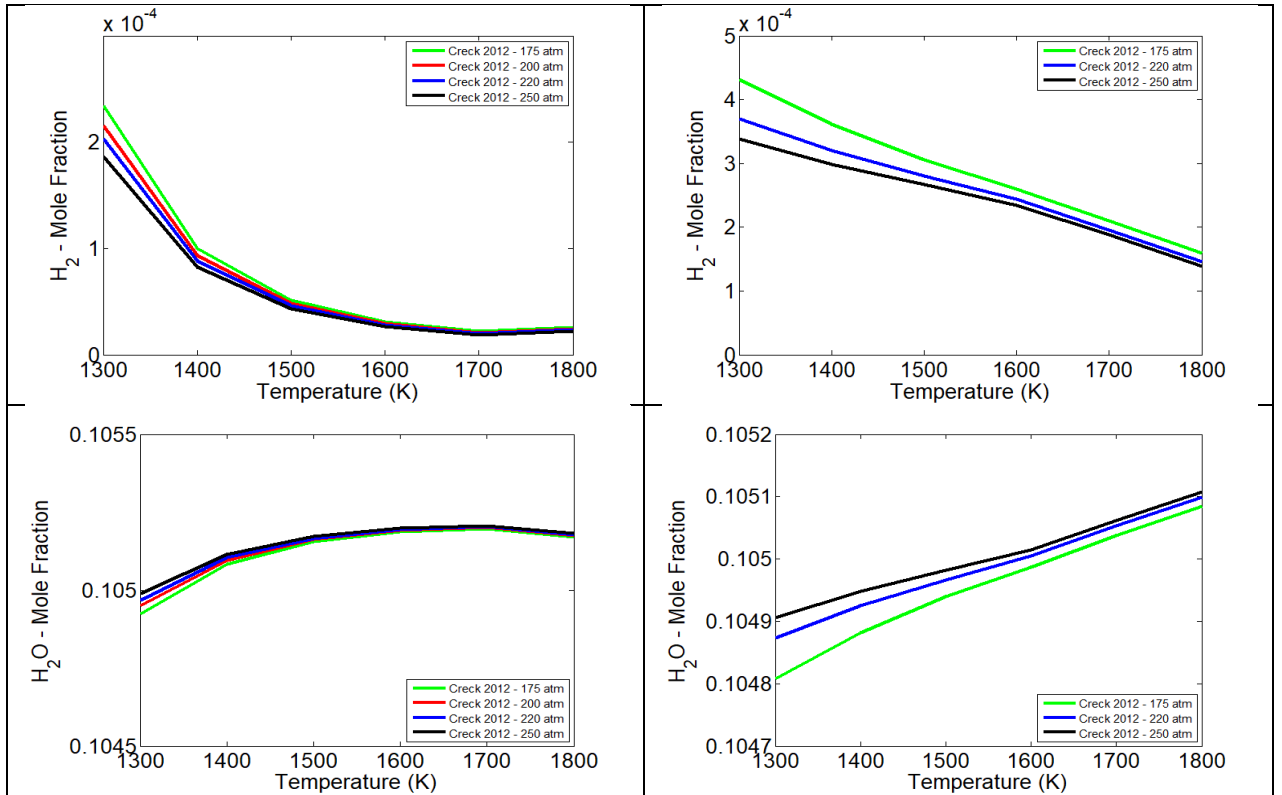 x 10^-4
H2 - Mole Fraction
2
1
0
1300 1400 1500 1600 1700 1800
Temperature (K)
Creck 2012 - 175 atm
Creck 2012 - 200 atm
Creck 2012 - 220 atm
Creck 2012 - 250 atm
x 10^-4
H2 - Mole Fraction
5
4
3
2
1
0
1300 1400 1500 1600 1700 1800
Temperature (K)
Creck 2012 - 175 atm
Creck 2012 - 220 atm
Creck 2012 - 250 atm
H2O - Mole Fraction
0.1055
0.105
0.1045
1300 1400 1500 1600 1700 1800
Temperature (K)
Creck 2012 - 175 atm
Creck 2012 - 200 atm
Creck 2012 - 220 atm
Creck 2012 - 250 atm
H2O - Mole Fraction
0.1052
0.1051
0.105
0.1049
0.1048
0.1047
1300 1400 1500 1600 1700 1800
Temperature (K)
Creck 2012 - 175 atm
Creck 2012 - 220 atm
Creck 2012 - 250 atm